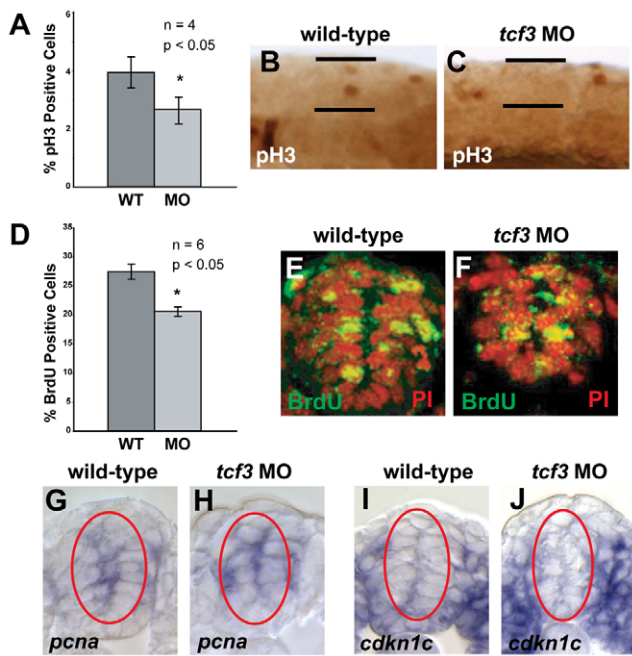 A
% pH3 Positive Cells
6
4
2
0
n = 4
p < 0.05
*
WT MO
wild-type
tcf3 MO
B
pH3
C
pH3
D
% BrdU Positive Cells
35
30
25
20
15
10
5
0
n = 6
p < 0.05
*
WT MO
wild-type
tcf3 MO
E
BrdU PI
F
BrdU PI
wild-type
tcf3 MO
wild-type
tcf3 MO
G
pcna
H
pcna
I
cdkn1c
J
cdkn1c